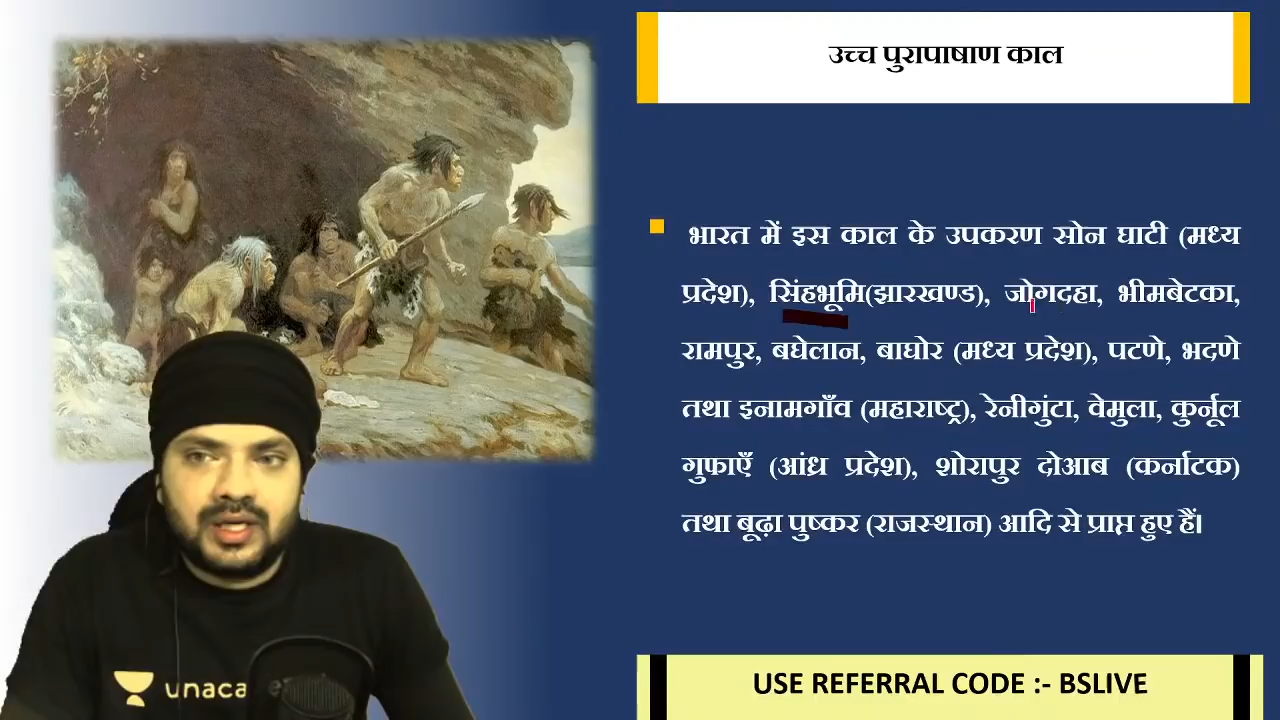 उच्च पुरापाषाण काल
भारत में इस काल के उपकरण सोन घाटी (मध्य
प्रदेश), सिंहभूमि(झारखण्ड), जोगदहा, भीमबेटका,
रामपुर, बघेलान, बाघोर (मध्य प्रदेश), पटणे, भदणे
तथा इनामगाँव (महाराष्ट्र), रेनीगुंटा, वेमुला, कुर्नूल
गुफाएँ (आंध्र प्रदेश), शोरापुर दोआब (कर्नाटक)
तथा बूढ़ा पुष्कर (राजस्थान) आदि से प्राप्त हुए हैं।
USE REFERRAL CODE :- BSLIVE